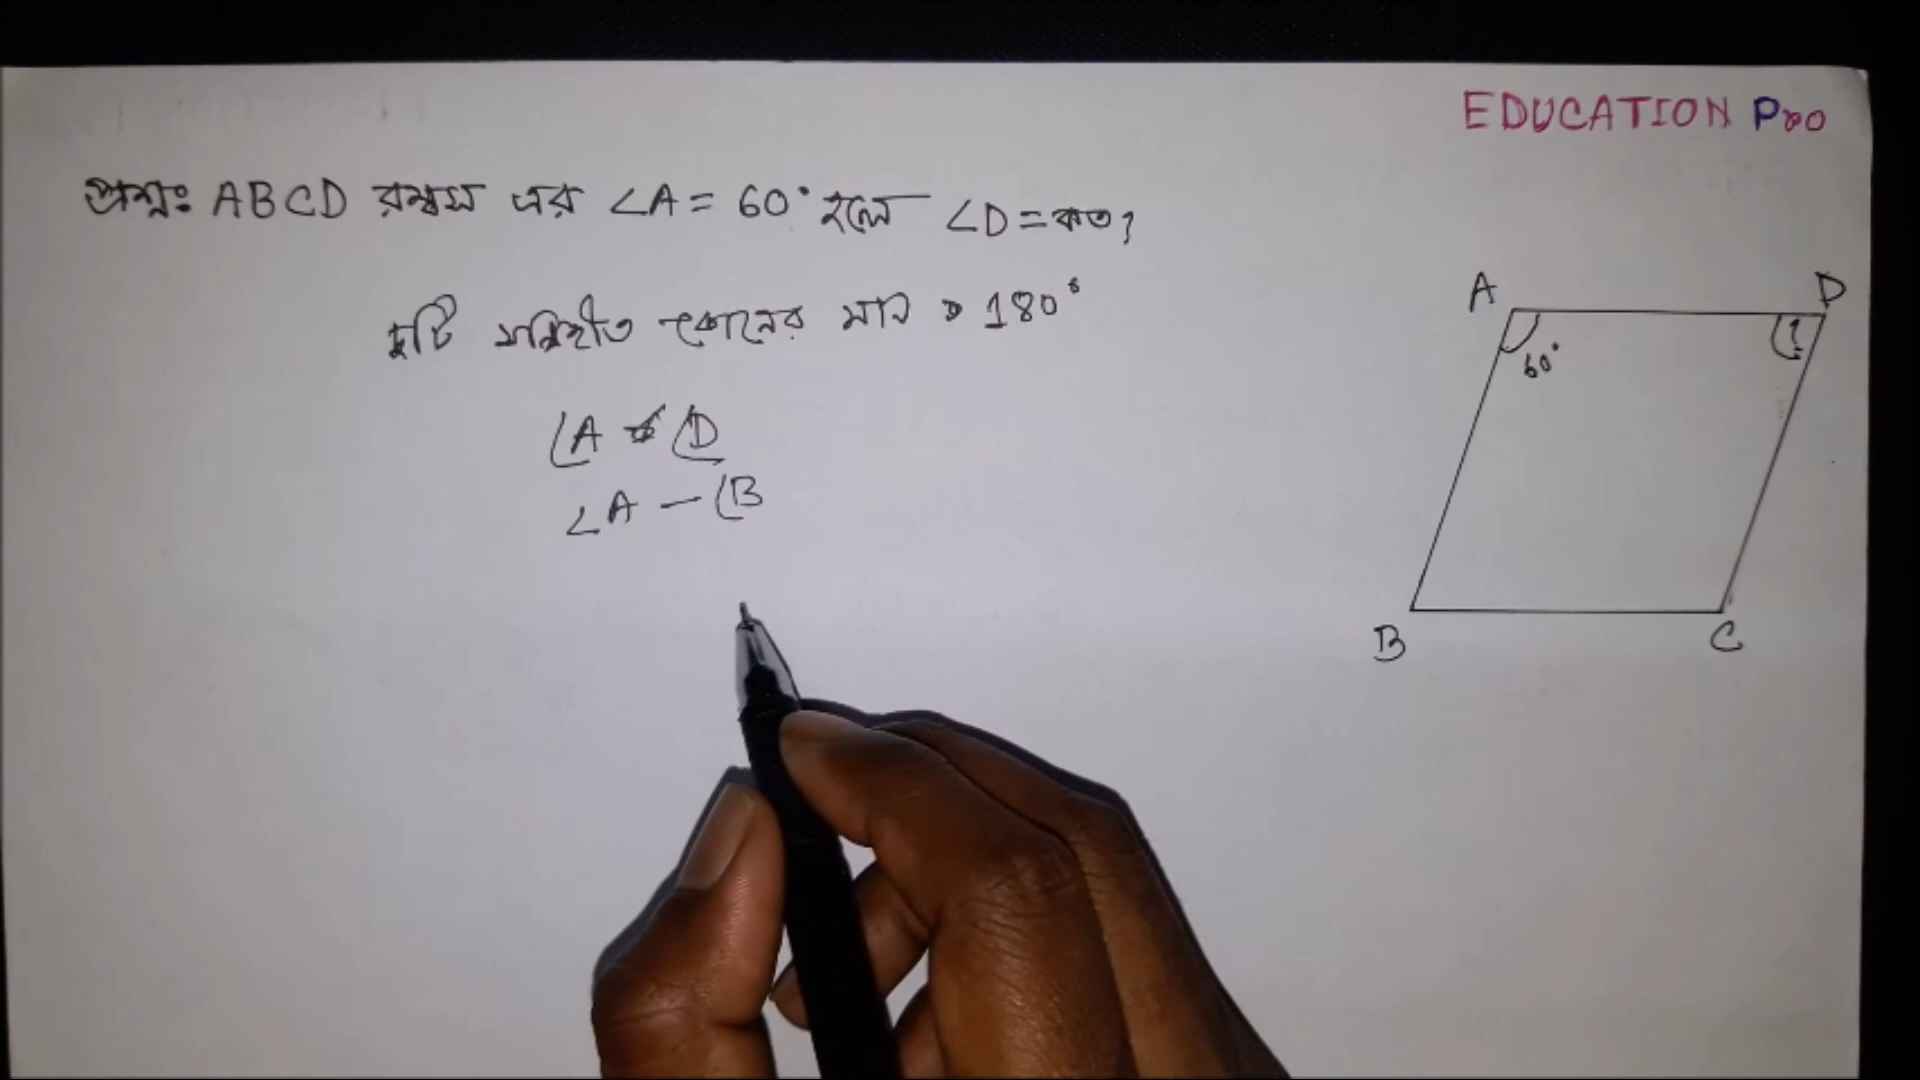 EDUCATION Pro
প্রশ্নঃ ABCD রম্বস এর ∠A = 60° হলে ∠D = কত?
দুটি সন্নিহীত কোনের মান 180°
∠A ∠D
∠A — ∠B
A D
60° ?
B C